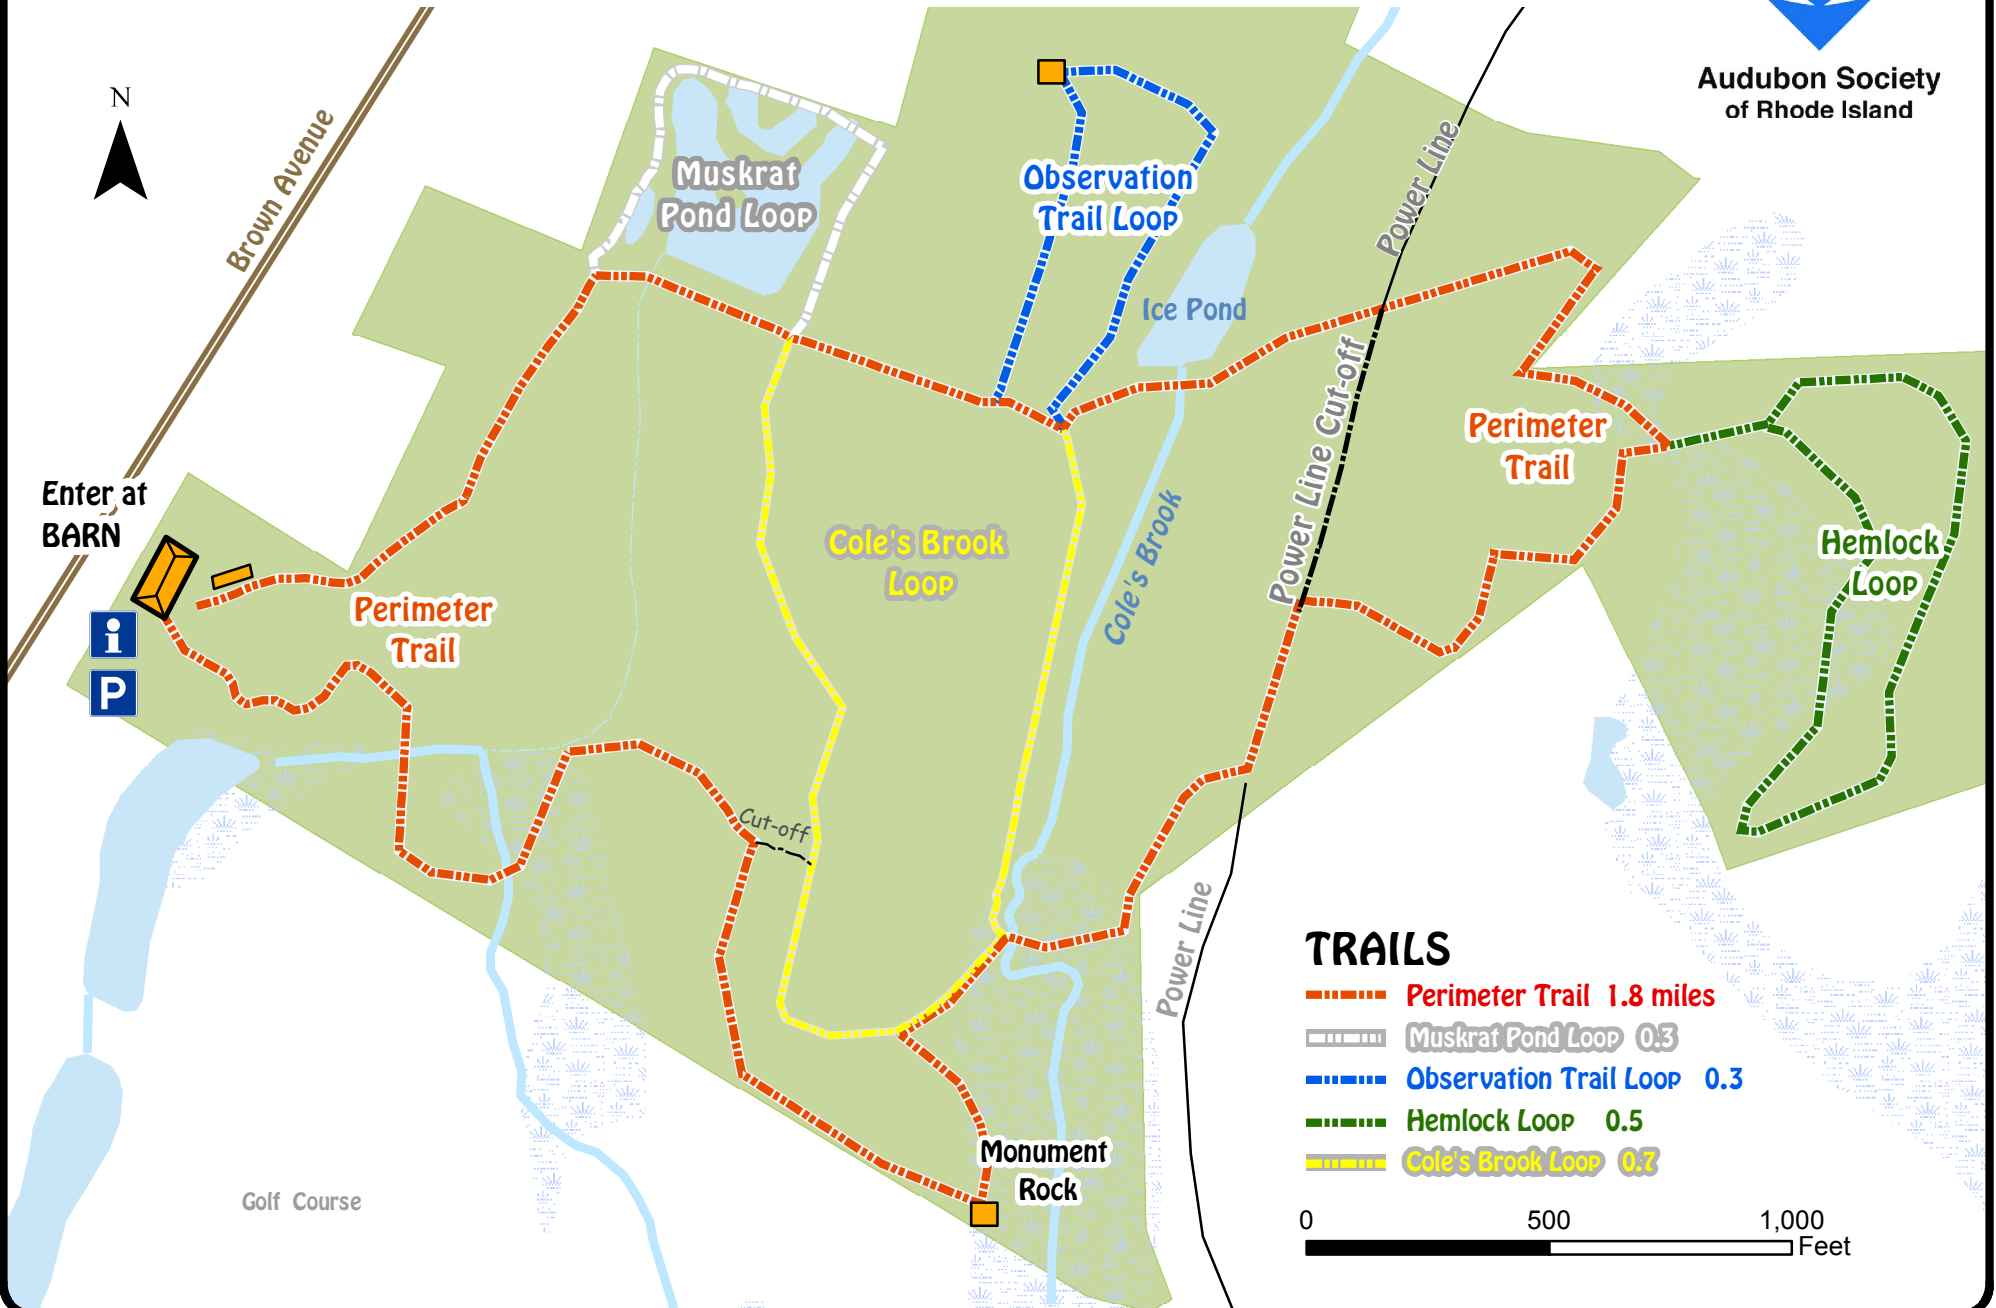 Audubon Society
of Rhode Island
N
Brown Avenue
Muskrat
Pond Loop
Observation
Trail Loop
Power Line
Ice Pond
Power Line Cut-off
Perimeter
Trail
Enter at
BARN
Cole's Brook
Loop
Cole's Brook
Hemlock
Loop
Perimeter
Trail
i
P
Cut-off
Power Line
Monument
Rock
Golf Course
TRAILS
Perimeter Trail 1.8 miles
Muskrat Pond Loop 0.3
Observation Trail Loop 0.3
Hemlock Loop 0.5
Cole's Brook Loop 0.7
0 500 1,000
Feet